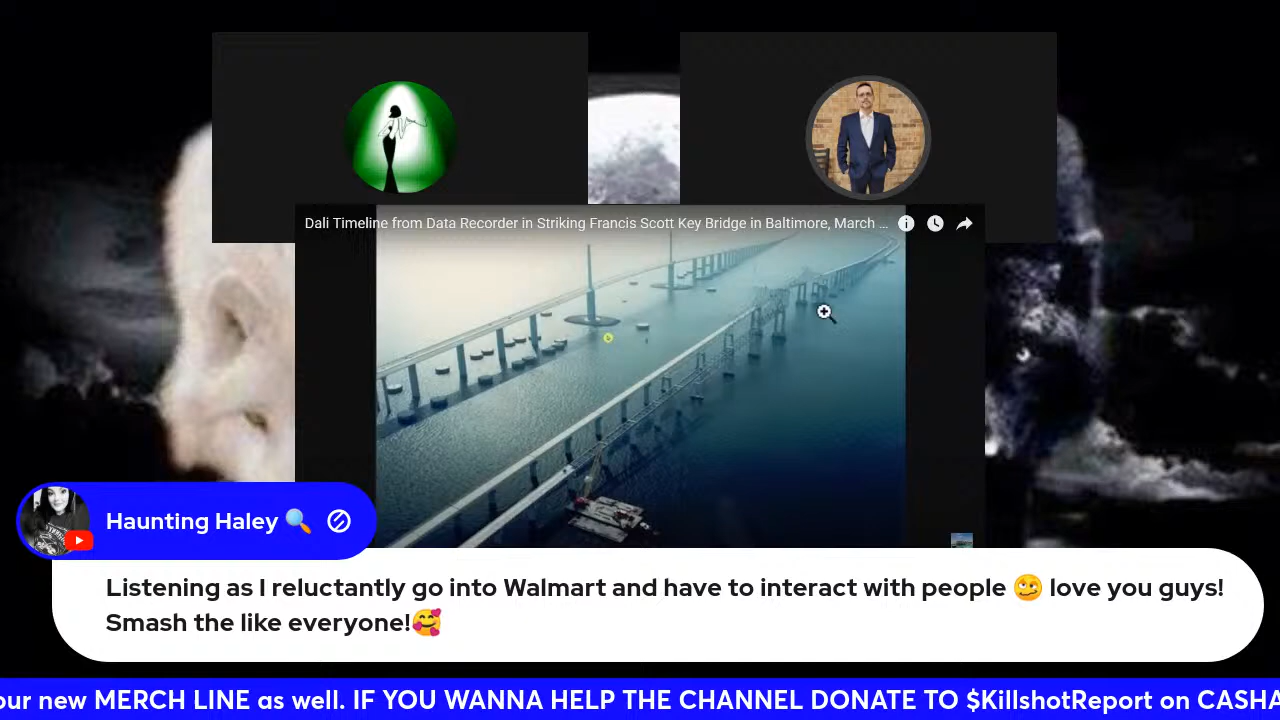 Dali Timeline from Data Recorder in Striking Francis Scott Key Bridge in Baltimore, March ...
Haunting Haley 🔍
Listening as I reluctantly go into Walmart and have to interact with people 🥴 love you guys!
Smash the like everyone!🥰
our new MERCH LINE as well. IF YOU WANNA HELP THE CHANNEL DONATE TO $KillshotReport on CASHA